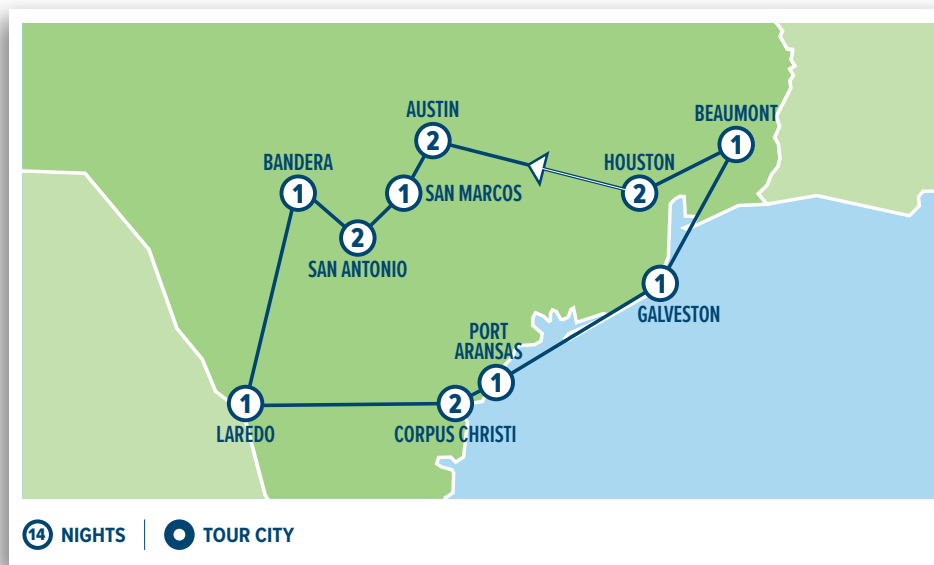 AUSTIN
2
BEAUMONT
1
BANDERA
1
HOUSTON
2
1
SAN MARCOS
2
SAN ANTONIO
1
GALVESTON
PORT
ARANSAS
1
1
LAREDO
2
CORPUS CHRISTI
14 NIGHTS
TOUR CITY